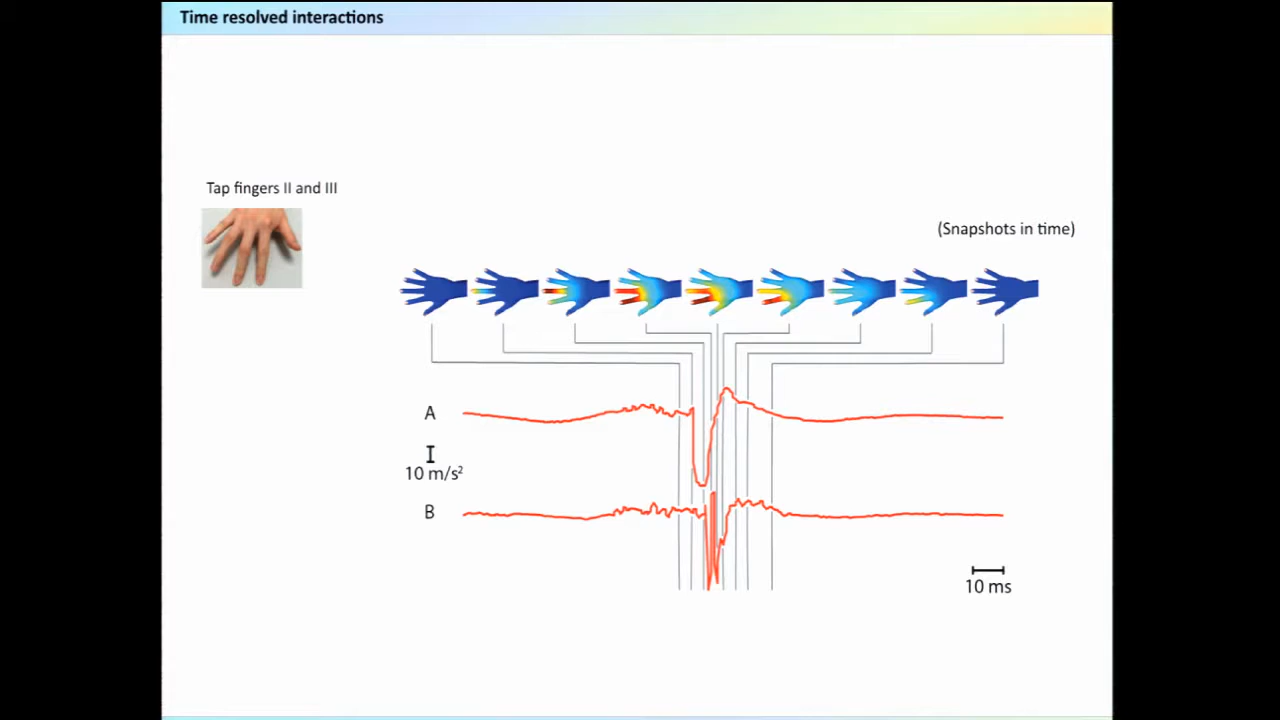 Time resolved interactions
Tap fingers II and III
(Snapshots in time)
A
10 m/s²
B
10 ms